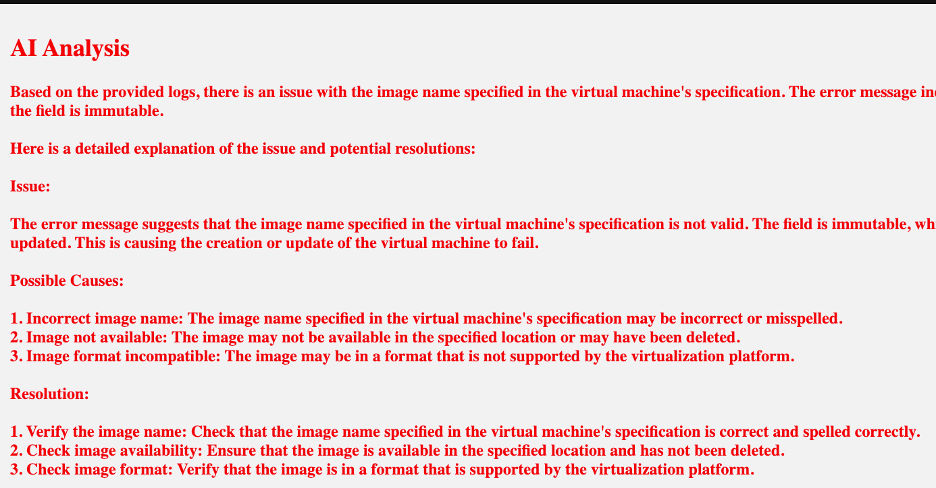 AI Analysis
Based on the provided logs, there is an issue with the image name specified in the virtual machine's specification. The error message
the field is immutable.
Here is a detailed explanation of the issue and potential resolutions:
Issue:
The error message suggests that the image name specified in the virtual machine's specification is not valid. The field is immutable,
updated. This is causing the creation or update of the virtual machine to fail.
Possible Causes:
1. Incorrect image name: The image name specified in the virtual machine's specification may be incorrect or misspelled.
2. Image not available: The image may not be available in the specified location or may have been deleted.
3. Image format incompatible: The image may be in a format that is not supported by the virtualization platform.
Resolution:
1. Verify the image name: Check that the image name specified in the virtual machine's specification is correct and spelled correctly.
2. Check image availability: Ensure that the image is available in the specified location and has not been deleted.
3. Check image format: Verify that the image is in a format that is supported by the virtualization platform.